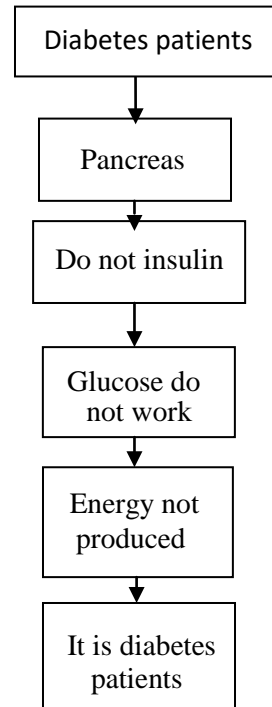 Diabetes patients
Pancreas
Do not insulin
Glucose do
not work
Energy not
produced
It is diabetes
patients